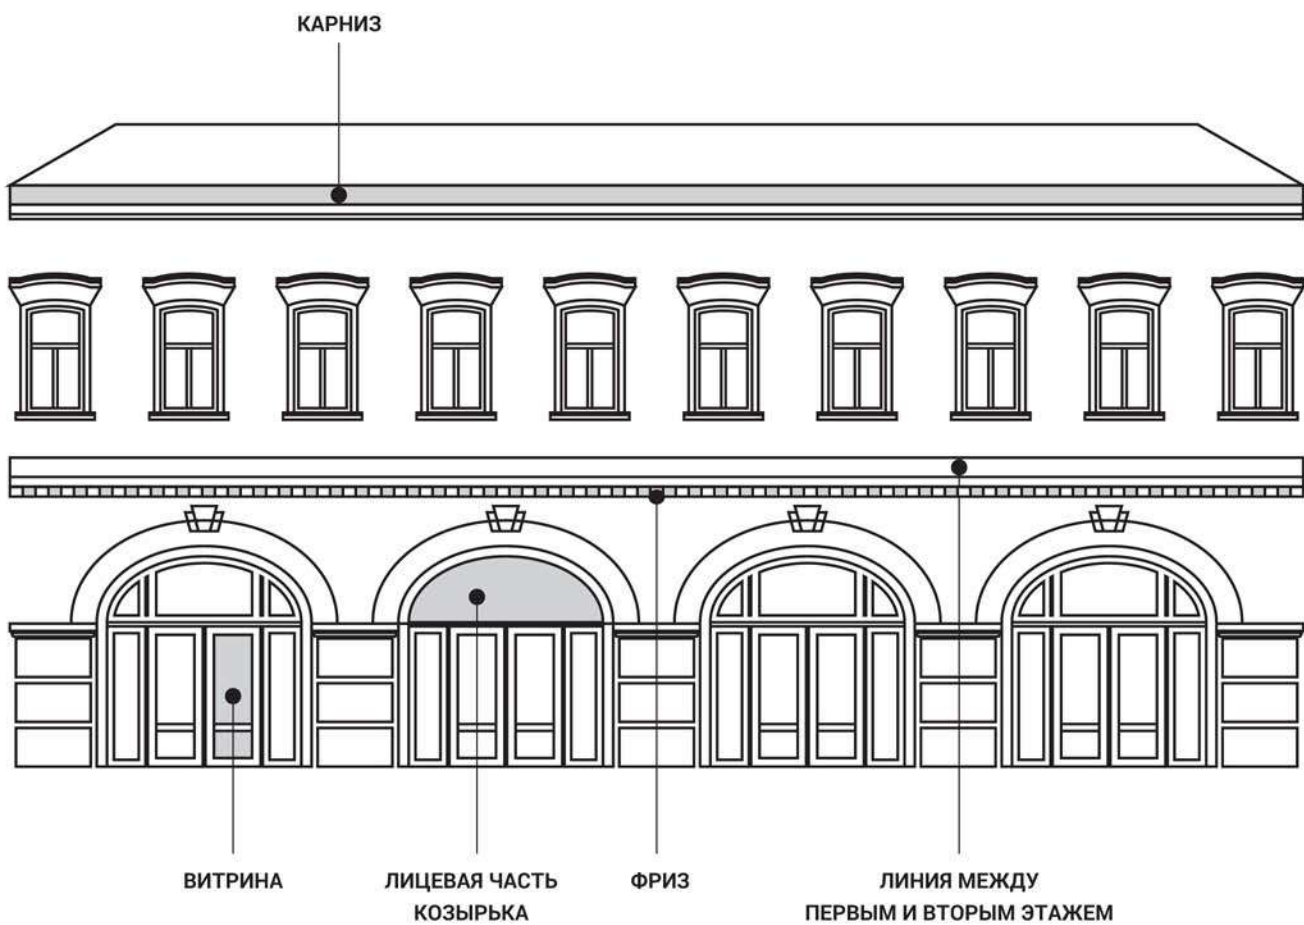 КАРНИЗ
ВИТРИНА
ЛИЦЕВАЯ ЧАСТЬ
КОЗЫРЬКА
ФРИЗ
ЛИНИЯ МЕЖДУ
ПЕРВЫМ И ВТОРЫМ ЭТАЖЕМ